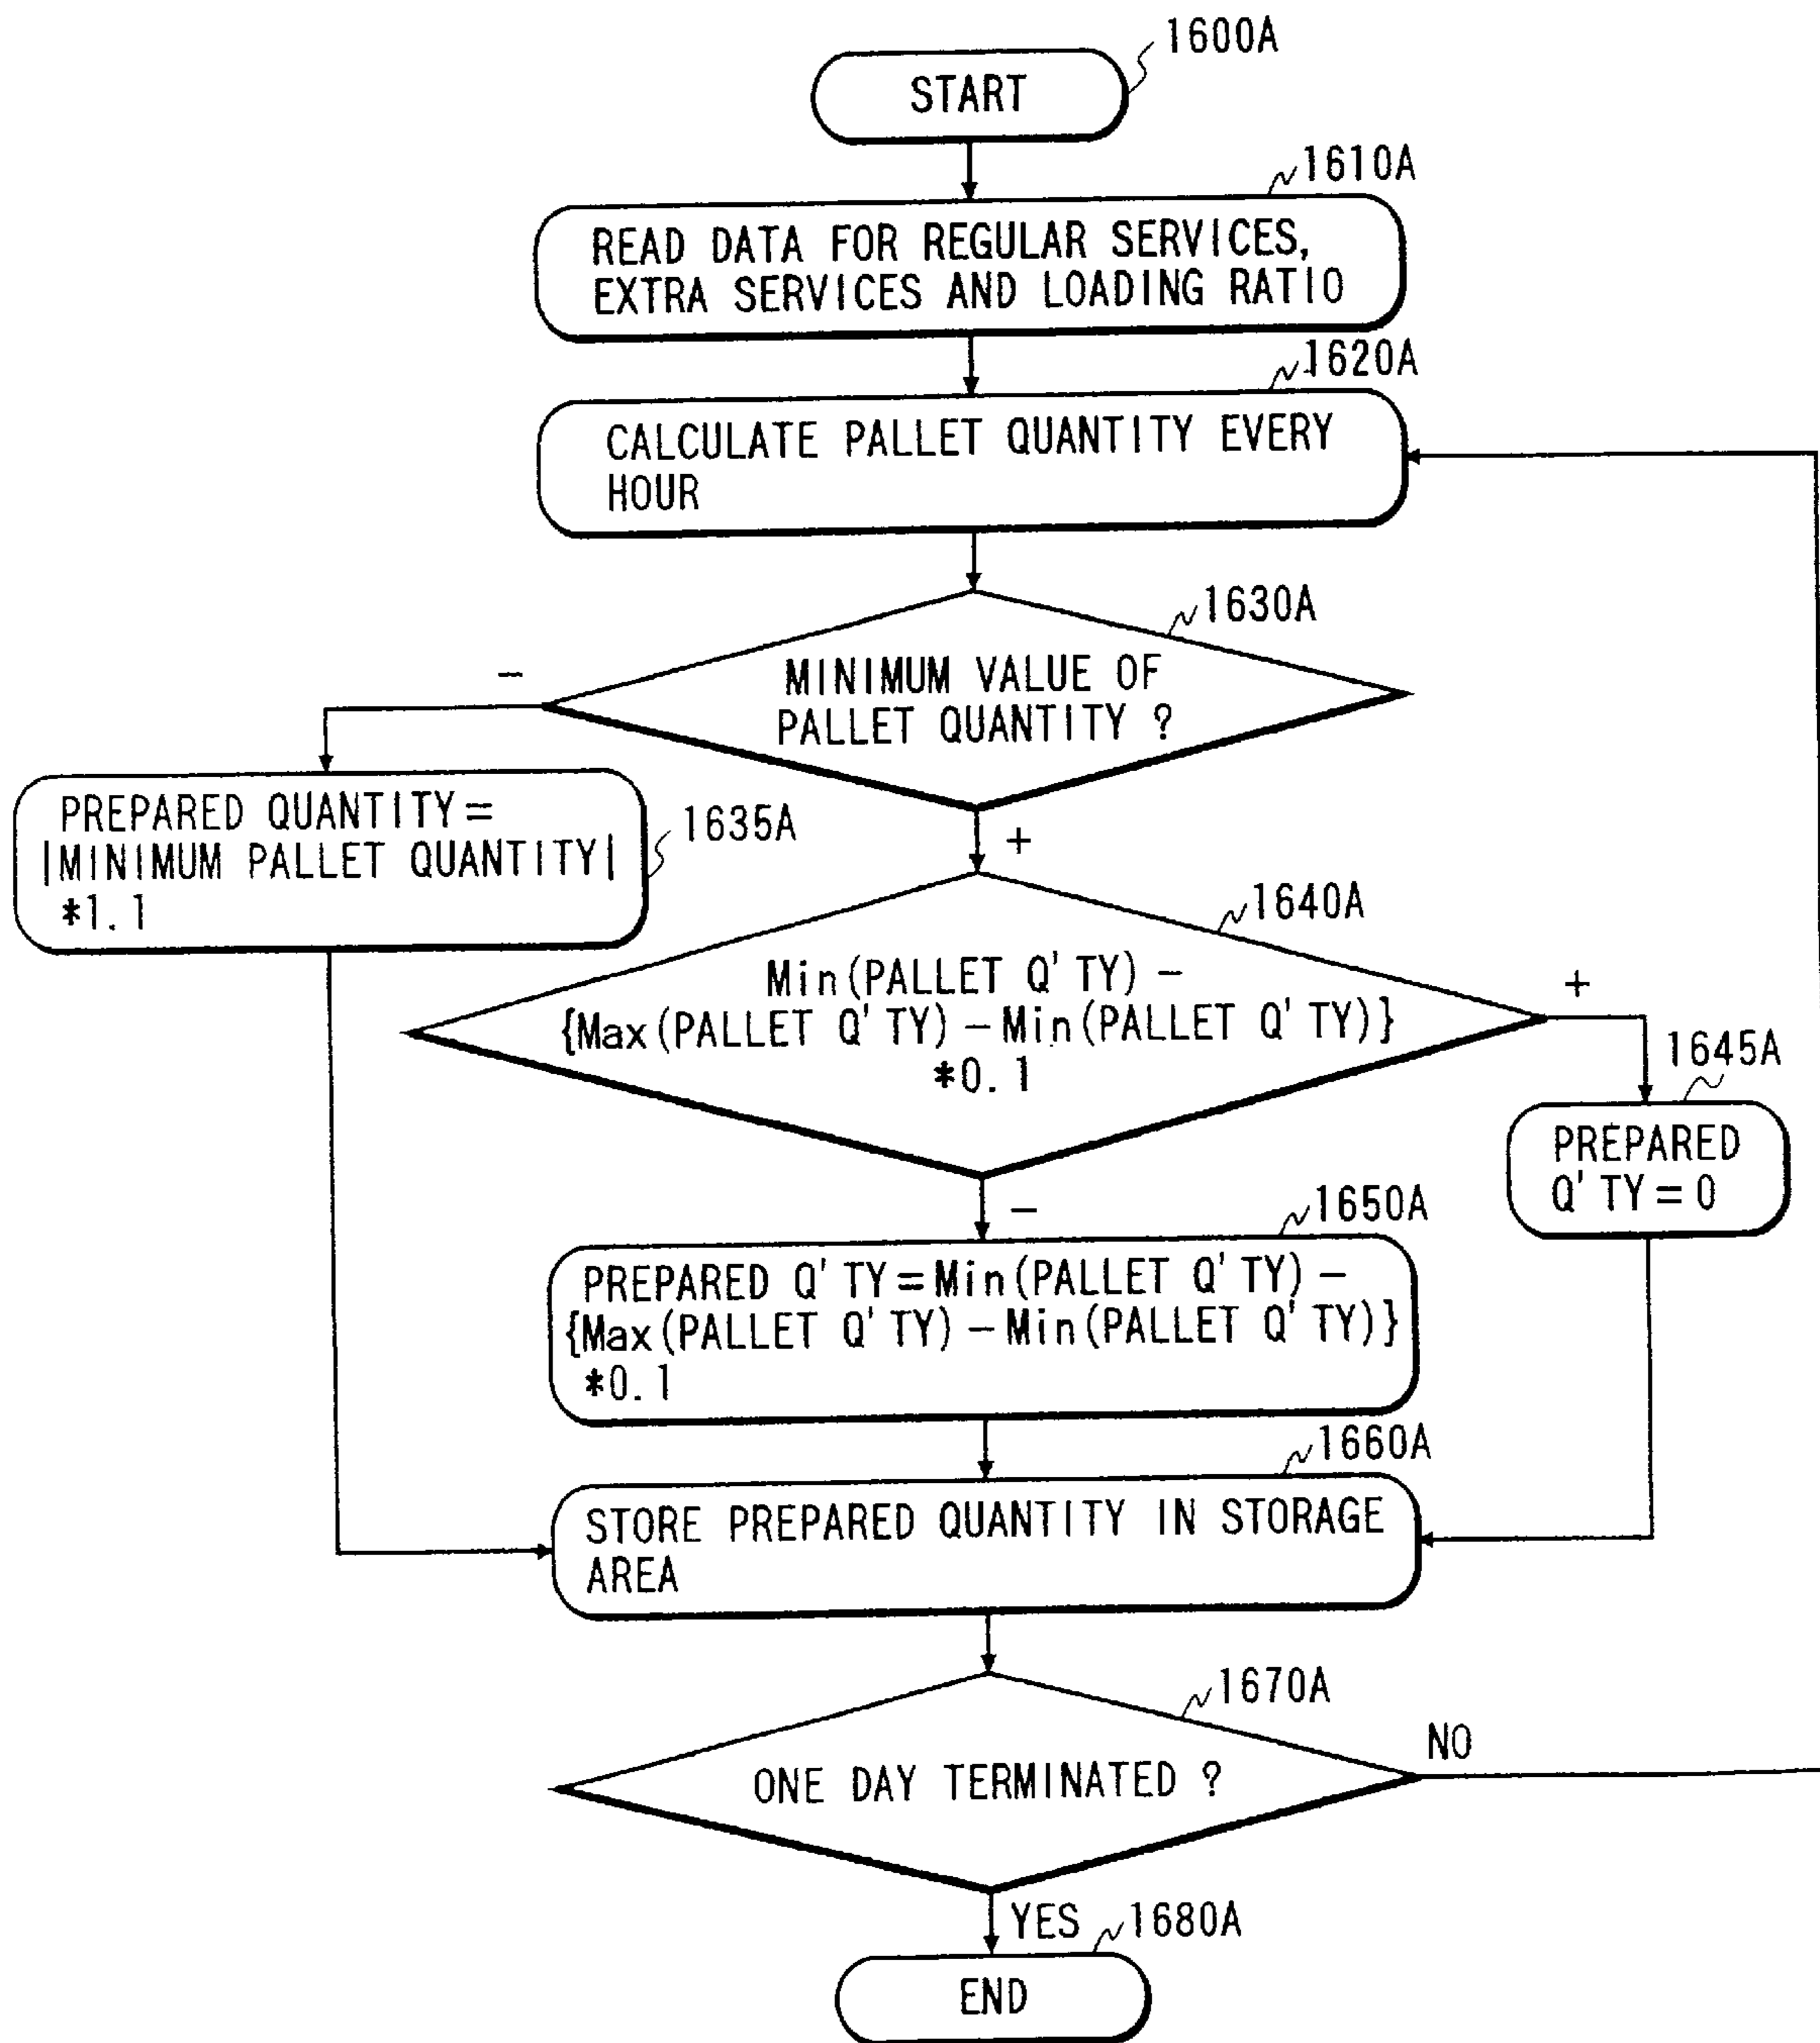 1600A
START
1610A
READ DATA FOR REGULAR SERVICES,
EXTRA SERVICES AND LOADING RATIO
1620A
CALCULATE PALLET QUANTITY EVERY
HOUR
1630A
-
MINIMUM VALUE OF
PALLET QUANTITY ?
PREPARED QUANTITY =
|MINIMUM PALLET QUANTITY|
*1.1
1635A
+
1640A
Min(PALLET Q'TY) -
{Max(PALLET Q'TY) - Min(PALLET Q'TY)}
*0.1
+
1645A
PREPARED
Q'TY = 0
-
1650A
PREPARED Q'TY = Min(PALLET Q'TY) -
{Max(PALLET Q'TY) - Min(PALLET Q'TY)}
*0.1
1660A
STORE PREPARED QUANTITY IN STORAGE
AREA
1670A
ONE DAY TERMINATED ?
NO
YES
1680A
END